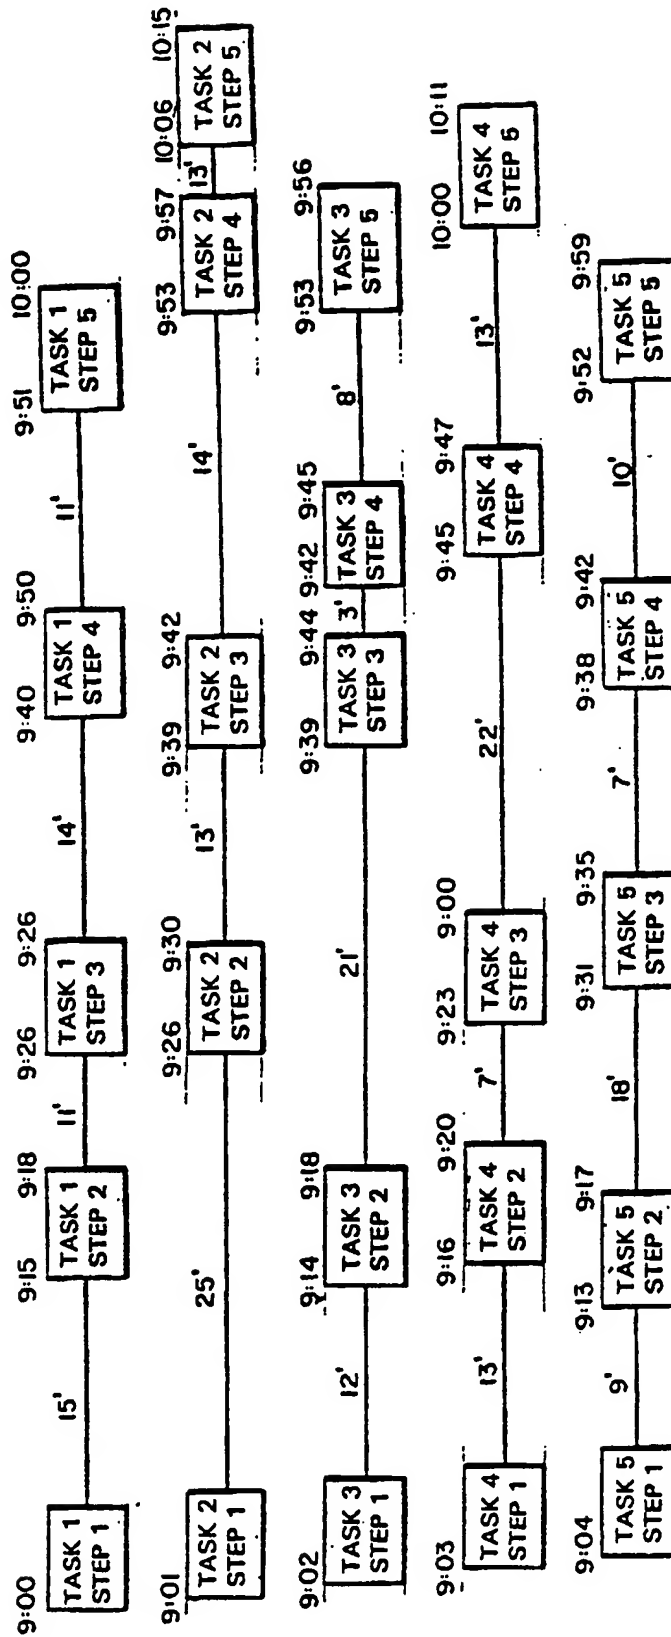 9:00
TASK 1
STEP 1
15'
9:15 9:18
TASK 1
STEP 2
11'
9:26 9:26
TASK 1
STEP 3
14'
9:40 9:50
TASK 1
STEP 4
11'
9:51 10:00
TASK 1
STEP 5
9:01
TASK 2
STEP 1
25'
9:26 9:30
TASK 2
STEP 2
13'
9:39 9:42
TASK 2
STEP 3
14'
9:53 9:57
TASK 2
STEP 4
13'
10:06 10:15
TASK 2
STEP 5
9:02
TASK 3
STEP 1
12'
9:14 9:18
TASK 3
STEP 2
21'
9:39 9:44
TASK 3
STEP 3
3'
9:42 9:45
TASK 3
STEP 4
8'
9:53 9:56
TASK 3
STEP 5
9:03
TASK 4
STEP 1
13'
9:16 9:20
TASK 4
STEP 2
7'
9:23 9:00
TASK 4
STEP 3
22'
9:45 9:47
TASK 4
STEP 4
13'
10:00 10:11
TASK 4
STEP 5
9:04
TASK 5
STEP 1
9'
9:13 9:17
TASK 5
STEP 2
18'
9:31 9:35
TASK 5
STEP 3
7'
9:38 9:42
TASK 5
STEP 4
10'
9:52 9:59
TASK 5
STEP 5